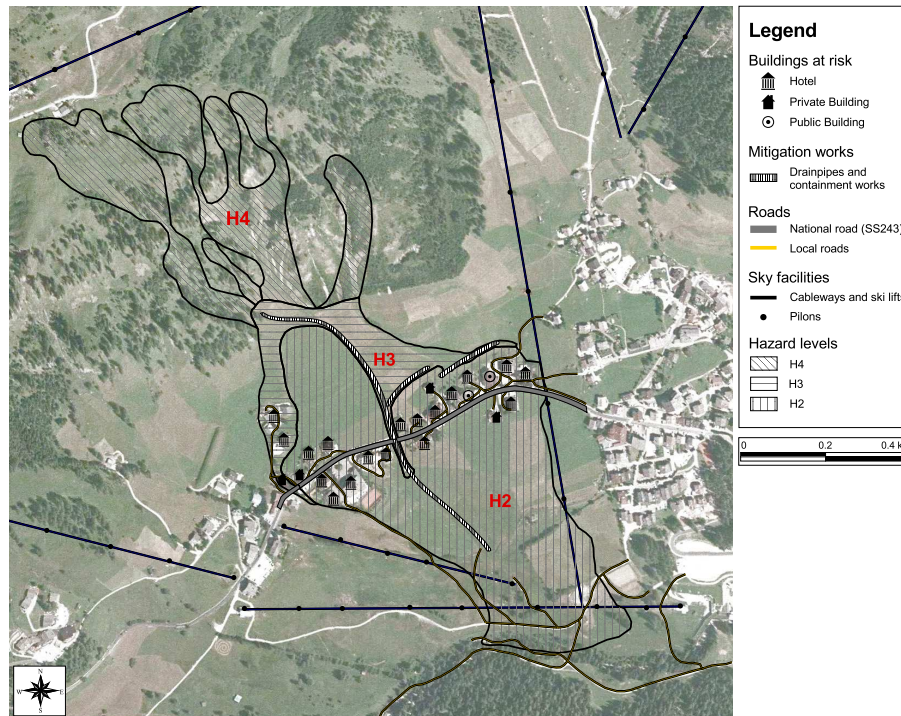 H4
H3
H2
N
W E
S
Legend
Buildings at risk
Hotel
Private Building
Public Building
Mitigation works
Drainpipes and
containment works
Roads
National road (SS243)
Local roads
Sky facilities
Cableways and ski lifts
Pilons
Hazard levels
H4
H3
H2
0 0.2 0.4 k